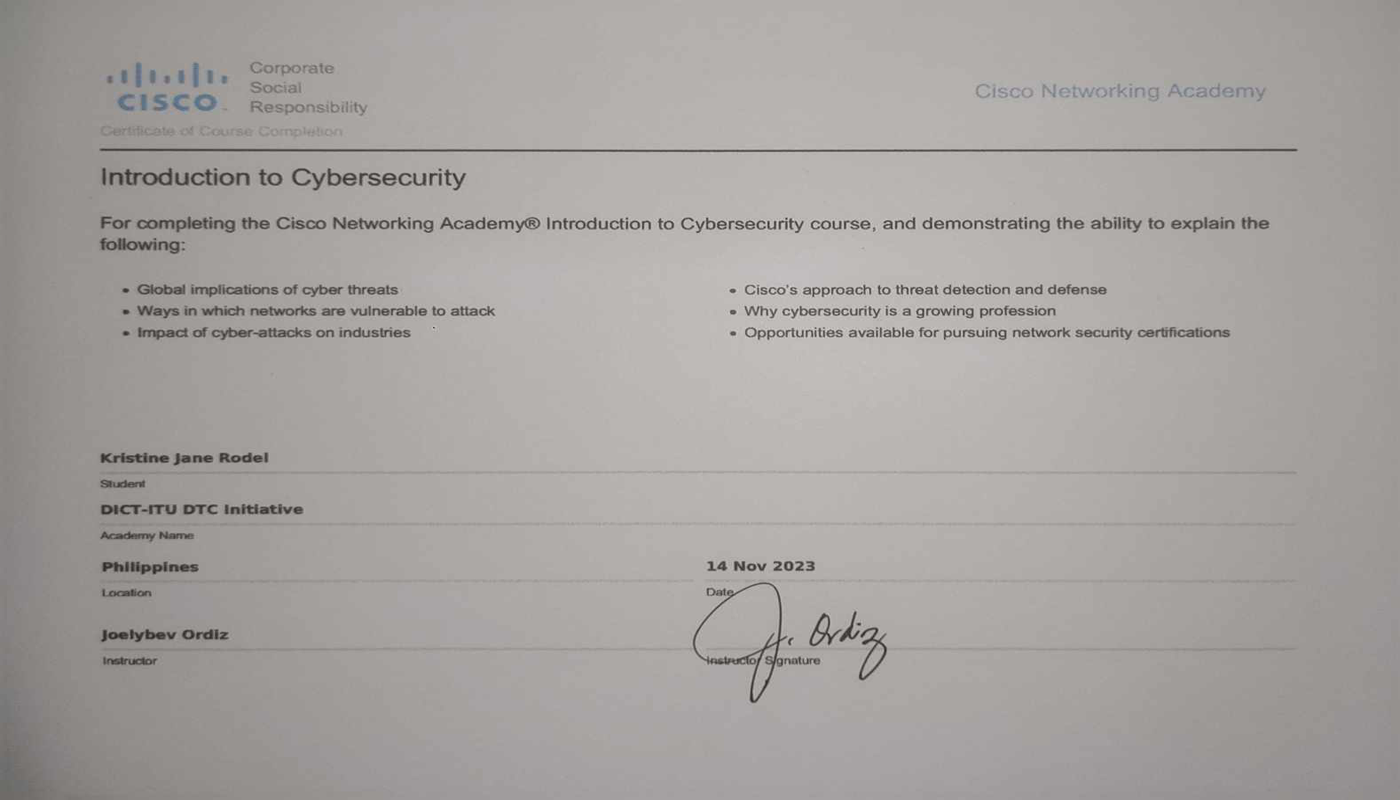 Corporate
Social
Responsibility
CISCO
Cisco Networking Academy
Certificate of Course Completion
Introduction to Cybersecurity
For completing the Cisco Networking Academy® Introduction to Cybersecurity course, and demonstrating the ability to explain the
following:
• Global implications of cyber threats
• Ways in which networks are vulnerable to attack
• Impact of cyber-attacks on industries
• Cisco's approach to threat detection and defense
• Why cybersecurity is a growing profession
• Opportunities available for pursuing network security certifications
Kristine Jane Rodel
Student
DICT-ITU DTC Initiative
Academy Name
Philippines
Location
14 Nov 2023
Date
Joelybev Ordiz
Instructor
J. Ordiz
Instructor Signature